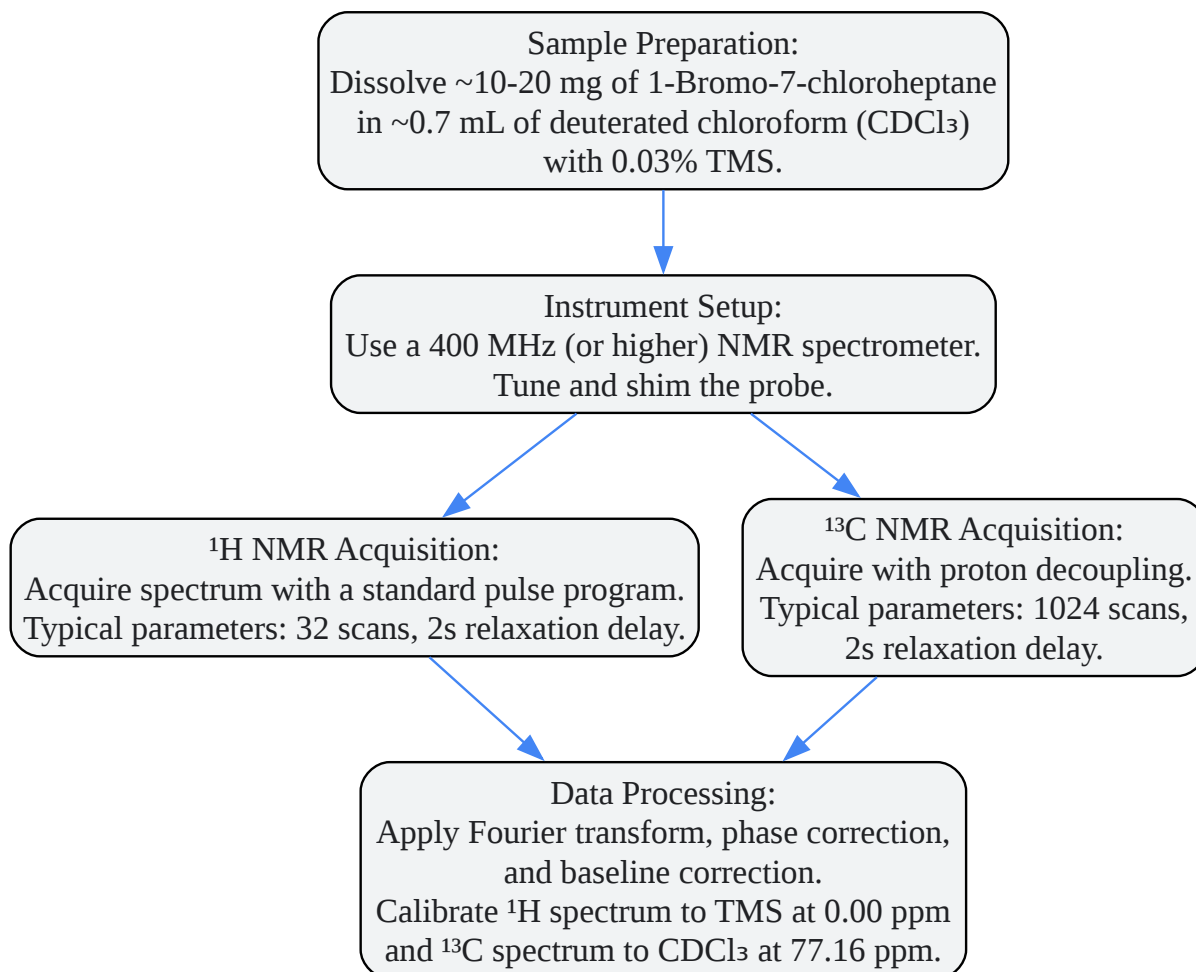 Sample Preparation:
Dissolve ~10-20 mg of 1-Bromo-7-chloroheptane
in ~0.7 mL of deuterated chloroform (CDCl₃)
with 0.03% TMS.
Instrument Setup:
Use a 400 MHz (or higher) NMR spectrometer.
Tune and shim the probe.
¹H NMR Acquisition:
Acquire spectrum with a standard pulse program.
Typical parameters: 32 scans, 2s relaxation delay.
¹³C NMR Acquisition:
Acquire with proton decoupling.
Typical parameters: 1024 scans,
2s relaxation delay.
Data Processing:
Apply Fourier transform, phase correction,
and baseline correction.
Calibrate ¹H spectrum to TMS at 0.00 ppm
and ¹³C spectrum to CDCl₃ at 77.16 ppm.